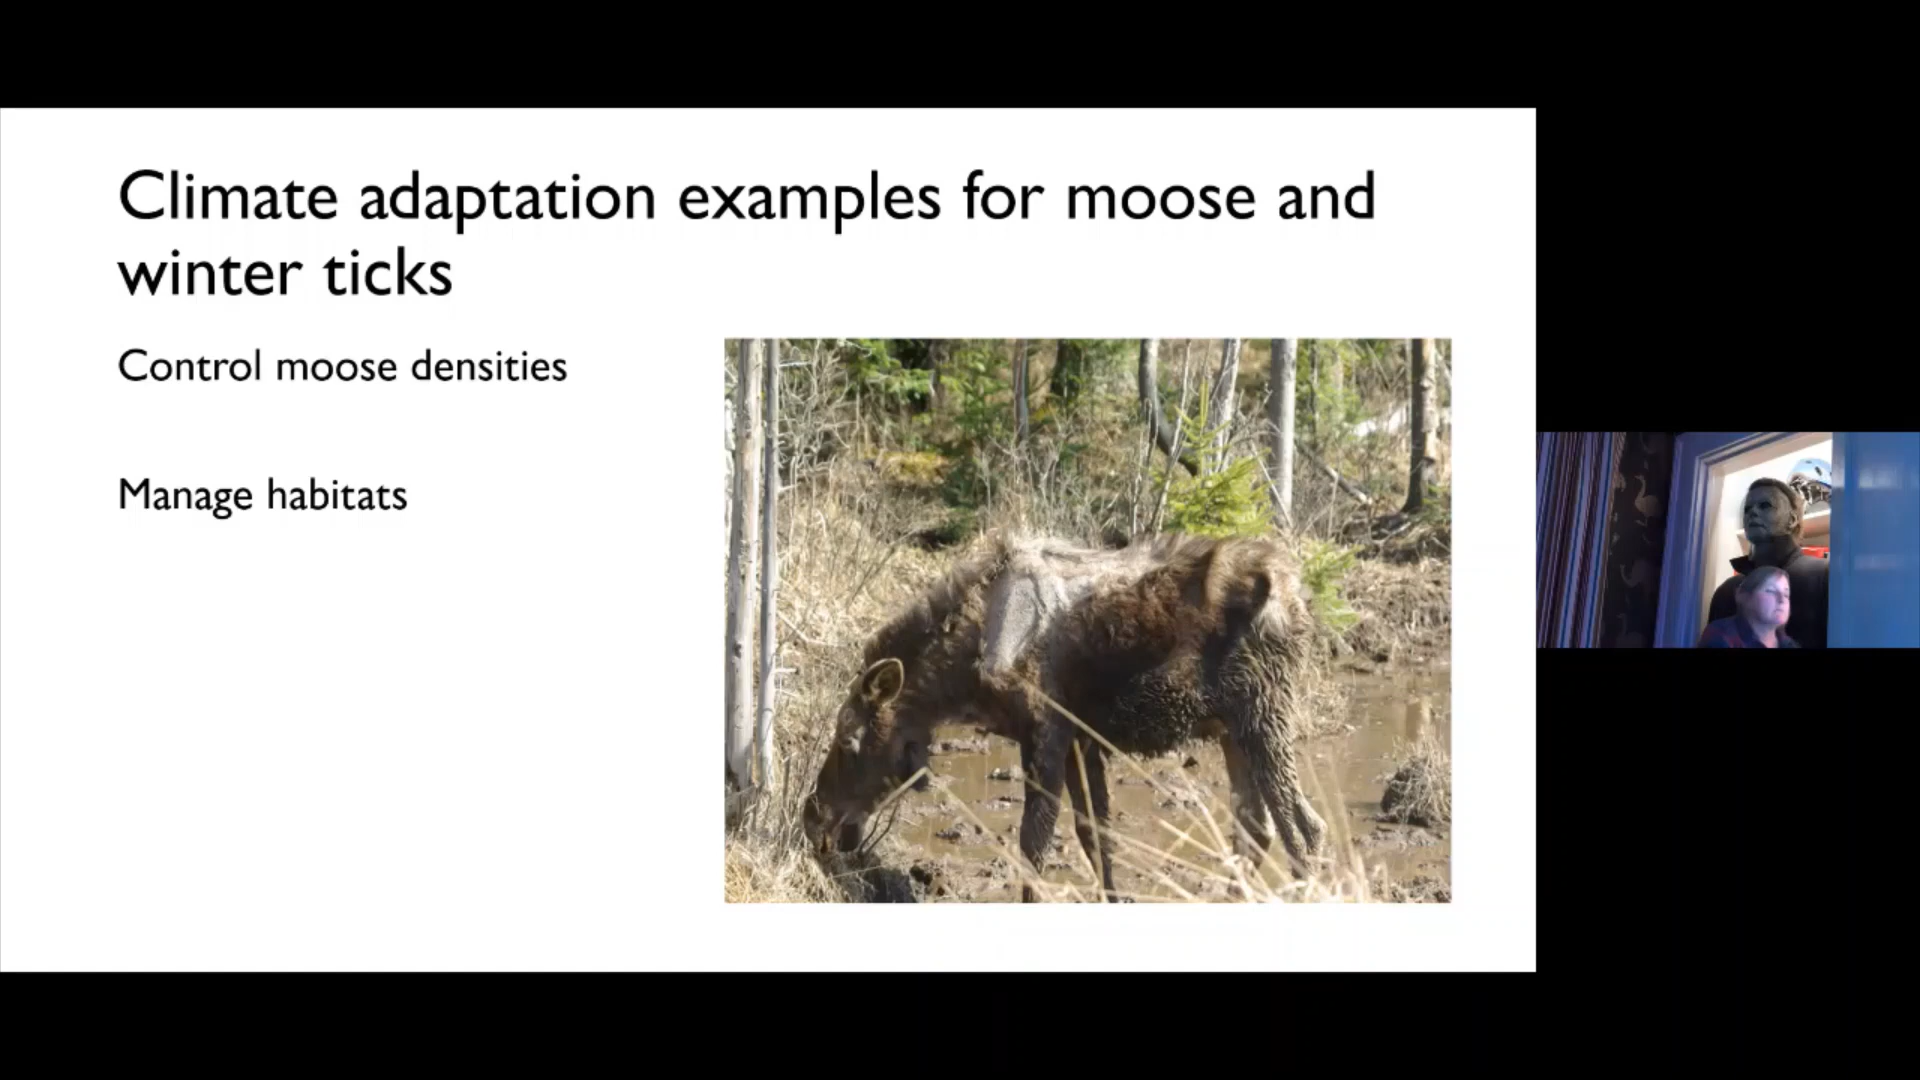 Climate adaptation examples for moose and
winter ticks
Control moose densities
Manage habitats